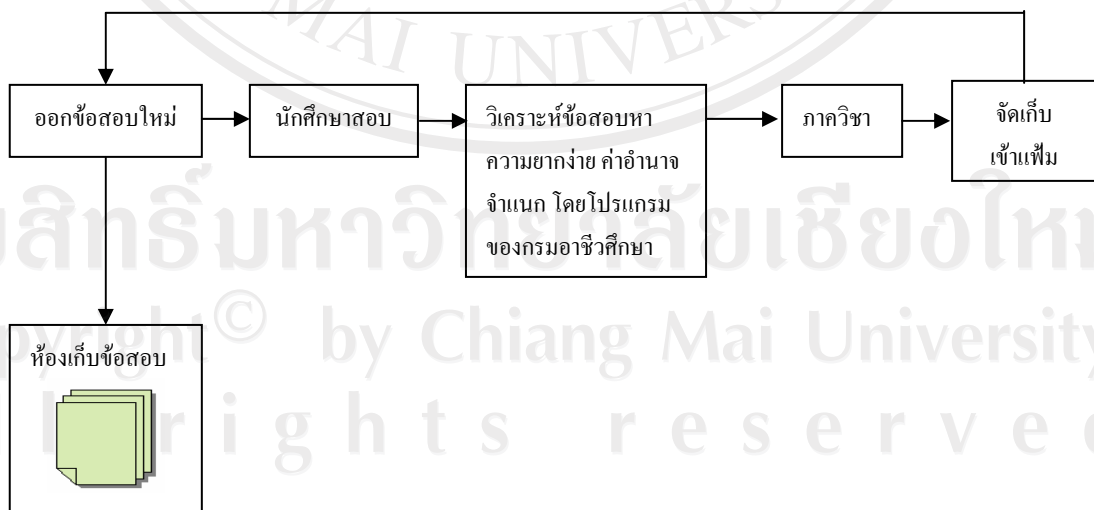 MAI UNIVER
ออกข้อสอบใหม่
นักศึกษาสอบ
วิเคราะห์ข้อสอบหา
ความยากง่าย ค่าอำนาจ
จำแนก โดยโปรแกรม
ของกรมอาชีวศึกษา
ภาควิชา
จัดเก็บ
เข้าแฟ้ม
สิทธิ์มหาวิทยาลัยเชียงใหม
ห้องเก็บข้อสอบ
opyright© by Chiang Mai University
l rights reserve